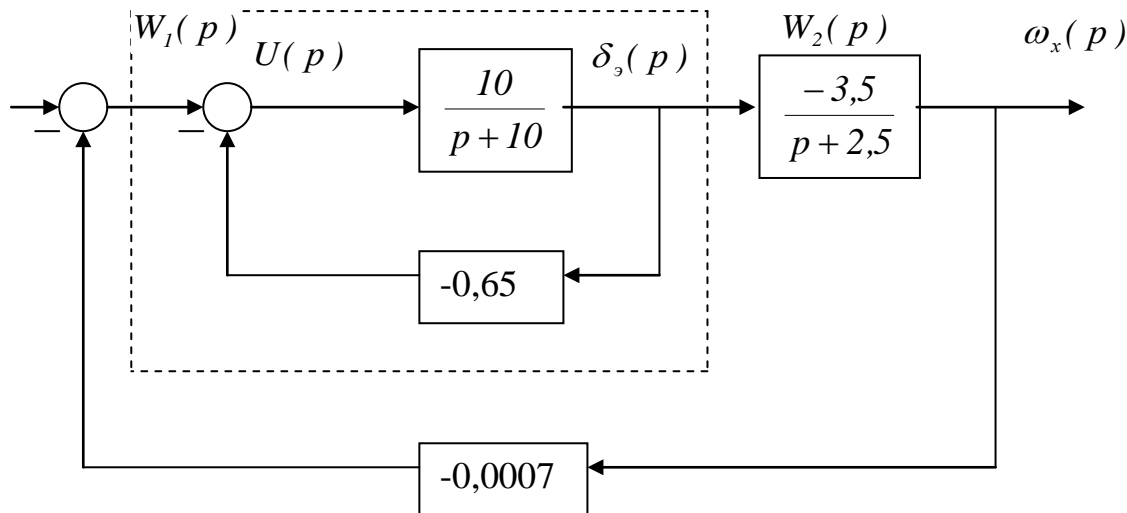 W₁( p )
U( p )
δэ( p )
W₂( p )
ωₓ( p )
10
p + 10
− 3,5
p + 2,5
−
−
-0,65
-0,0007